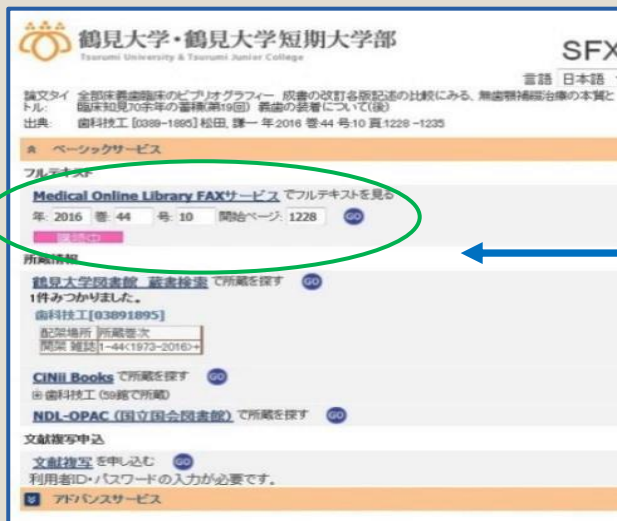 鶴見大学・鶴見大学短期大学部
Tsurumi University & Tsurumi Junior College
SFX
言語 日本語
論文タイトル: 全部床義歯臨床のビブリオグラフィー 成書の改訂各版記述の比較にみる、無歯顎補綴治療の本質と
臨床知見70余年の蓄積(第19回) 義歯の装着について(後)
出典: 歯科技工 [0389-1895] 松田, 謙一 年:2016 巻:44 号:10 頁:1228 -1235
ベーシックサービス
フルテキスト
Medical Online Library FAXサービス でフルテキストを見る
年: 2016 巻: 44 号: 10 開始ページ: 1228 GO
購読中
所蔵情報
鶴見大学図書館 蔵書検索 で所蔵を探す GO
1件みつかりました。
歯科技工[03891895]
配架場所 所蔵巻次
開架 雑誌 1-44<1973-2016>+
CiNii Books で所蔵を探す GO
歯科技工 (59館で所蔵)
NDL-OPAC (国立国会図書館) で所蔵を探す GO
文献複写申込
文献複写 を申し込む GO
利用者ID・パスワードの入力が必要です。
アドバンスサービス